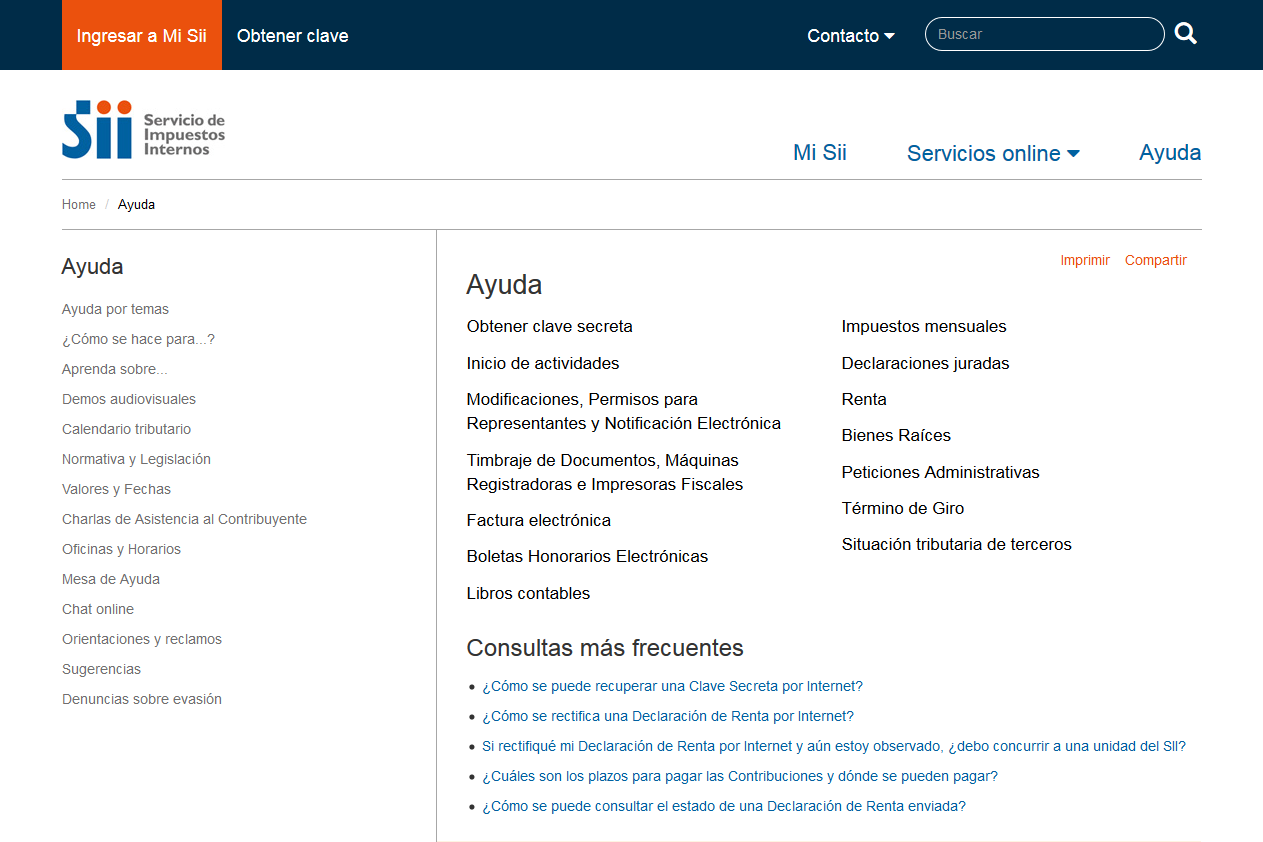 Ingresar a Mi Sii
Obtener clave
Contacto
Buscar
Sii Servicio de
Impuestos
Internos
Mi Sii
Servicios online
Ayuda
Home / Ayuda
Ayuda
Ayuda por temas
¿Cómo se hace para...?
Aprenda sobre...
Demos audiovisuales
Calendario tributario
Normativa y Legislación
Valores y Fechas
Charlas de Asistencia al Contribuyente
Oficinas y Horarios
Mesa de Ayuda
Chat online
Orientaciones y reclamos
Sugerencias
Denuncias sobre evasión
Imprimir
Compartir
Ayuda
Obtener clave secreta
Inicio de actividades
Modificaciones, Permisos para
Representantes y Notificación Electrónica
Timbraje de Documentos, Máquinas
Registradoras e Impresoras Fiscales
Factura electrónica
Boletas Honorarios Electrónicas
Libros contables
Impuestos mensuales
Declaraciones juradas
Renta
Bienes Raíces
Peticiones Administrativas
Término de Giro
Situación tributaria de terceros
Consultas más frecuentes
• ¿Cómo se puede recuperar una Clave Secreta por Internet?
• ¿Cómo se rectifica una Declaración de Renta por Internet?
• Si rectifiqué mi Declaración de Renta por Internet y aún estoy observado, ¿debo concurrir a una unidad del SII?
• ¿Cuáles son los plazos para pagar las Contribuciones y dónde se pueden pagar?
• ¿Cómo se puede consultar el estado de una Declaración de Renta enviada?